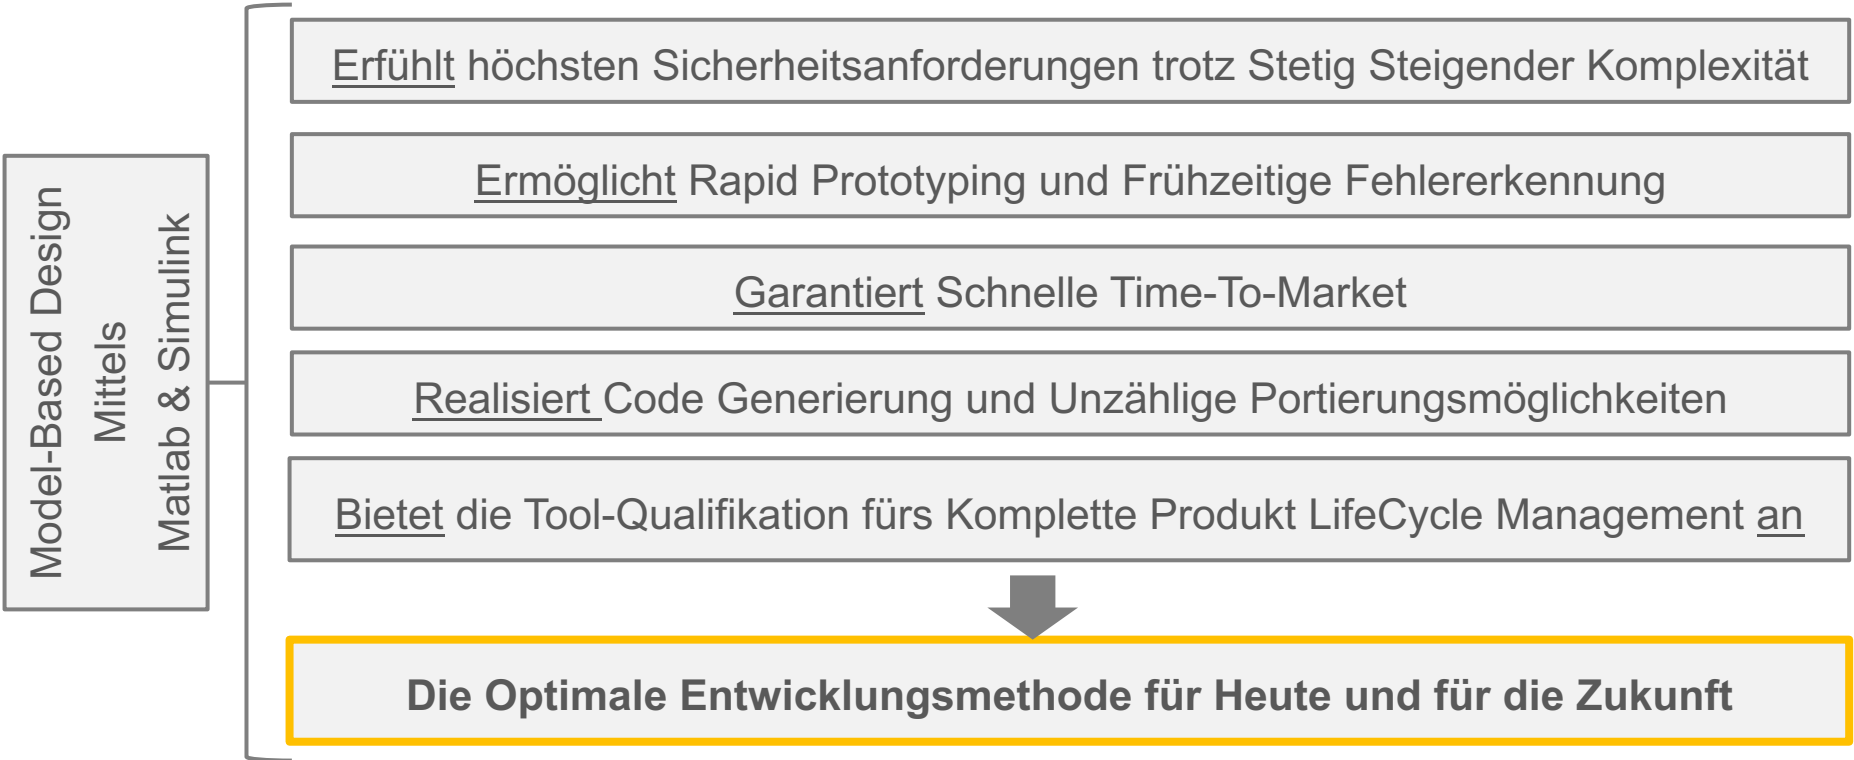 Model-Based Design
Mittels
Matlab & Simulink
Erfühlt höchsten Sicherheitsanforderungen trotz Stetig Steigender Komplexität
Ermöglicht Rapid Prototyping und Frühzeitige Fehlererkennung
Garantiert Schnelle Time-To-Market
Realisiert Code Generierung und Unzählige Portierungsmöglichkeiten
Bietet die Tool-Qualifikation fürs Komplette Produkt LifeCycle Management an
Die Optimale Entwicklungsmethode für Heute und für die Zukunft